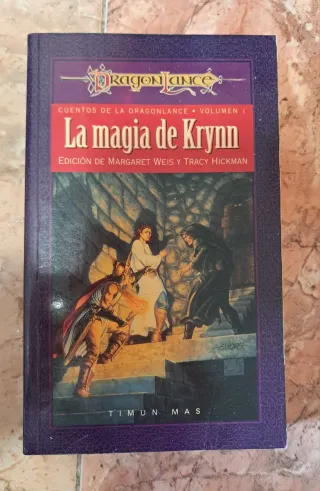 DRAGONLANCE
CUENTOS DE LA DRAGONLANCE • VOLUMEN 1
La magia de Krynn
EDICIÓN DE MARGARET WEIS Y TRACY HICKMAN
TIMUN MAS